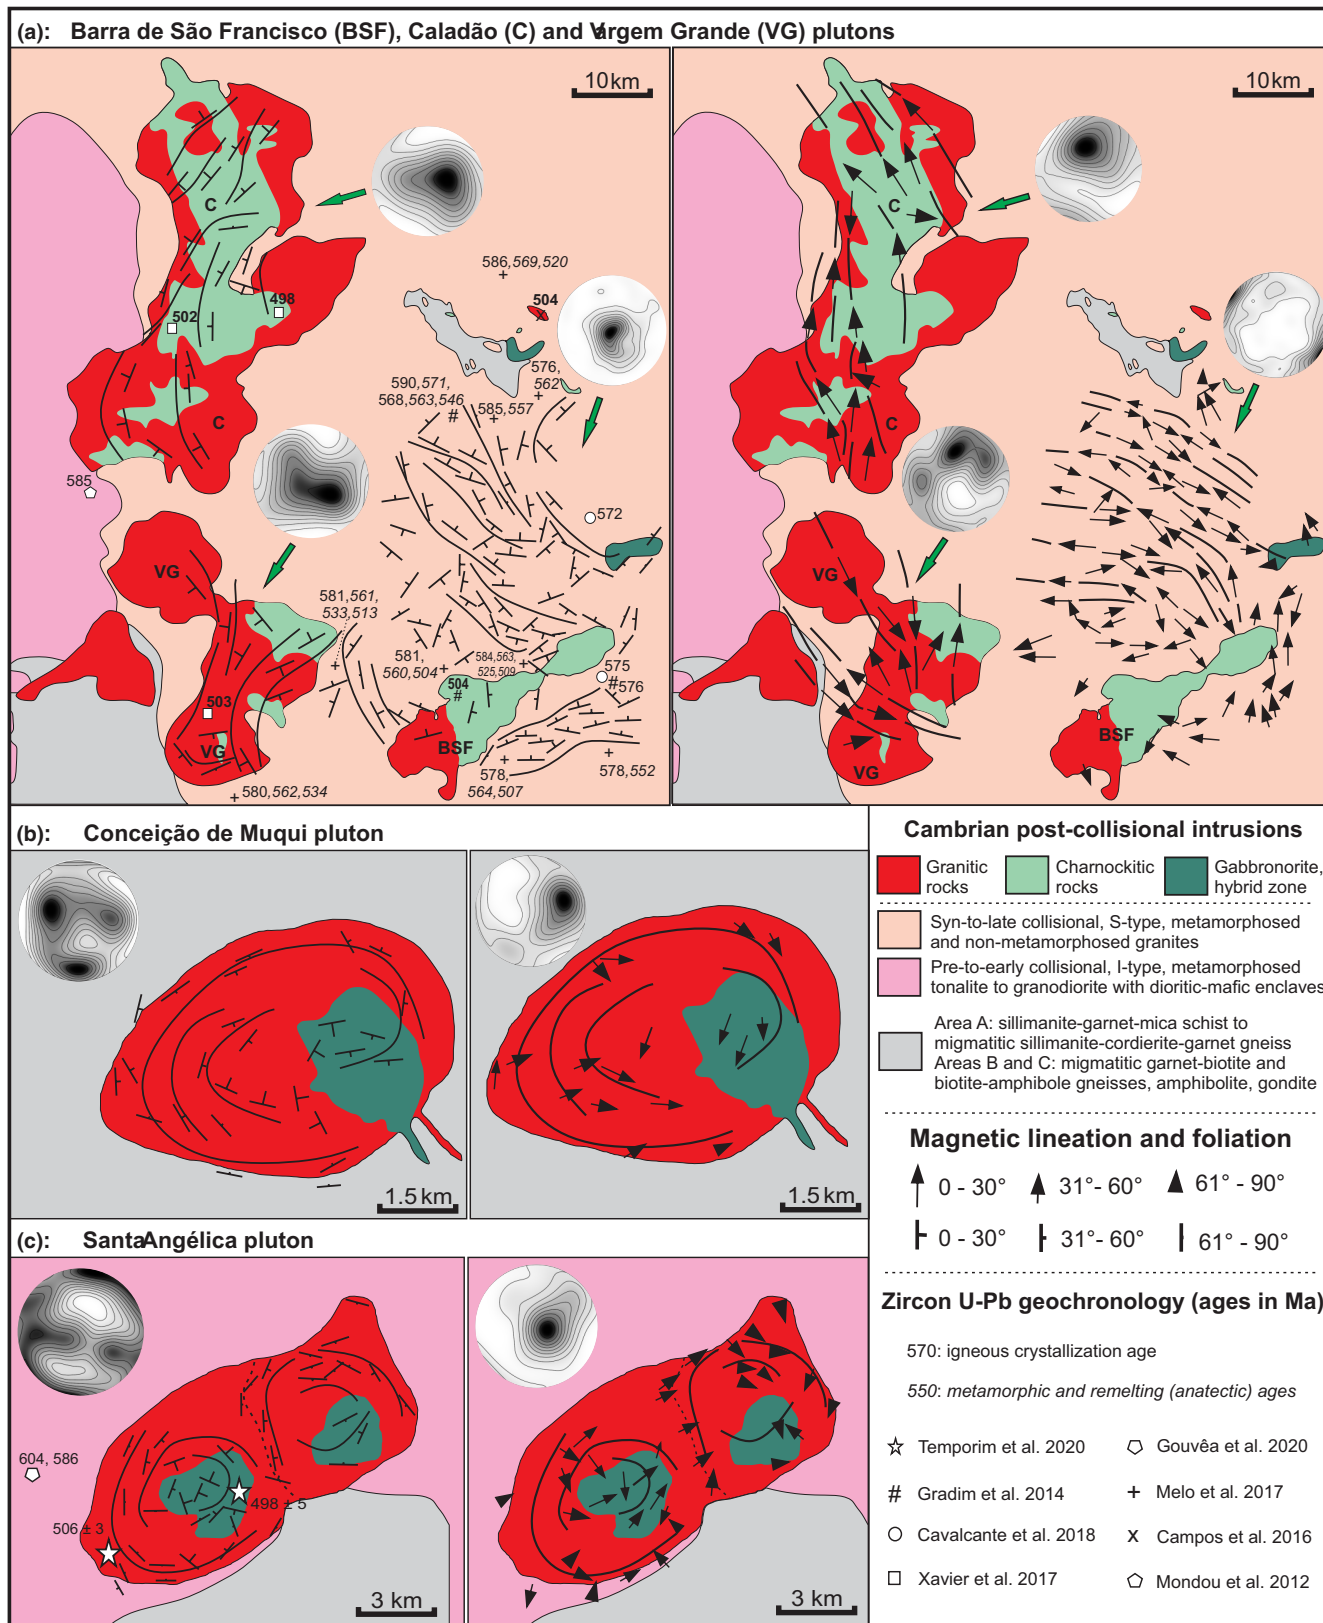 (a): Barra de São Francisco (BSF), Caladão (C) and Vargem Grande (VG) plutons
10 km
C
586,569,520
504
498
502
576,
562
590,571,
568,563,546
585,557
C
585
572
VG
581,561,
533,513
581,
560,504
584,563,
525,509
575
576
504
503
BSF
VG
578,
564,507
578,552
580,562,534
10 km
C
C
VG
BSF
VG
(b): Conceição de Muqui pluton
1.5 km
1.5 km
(c): Santa Angélica pluton
604, 586
498 ± 5
506 ± 3
3 km
3 km
Cambrian post-collisional intrusions
Granitic
rocks
Charnockitic
rocks
Gabbronorite,
hybrid zone
Syn-to-late collisional, S-type, metamorphosed
and non-metamorphosed granites
Pre-to-early collisional, I-type, metamorphosed
tonalite to granodiorite with dioritic-mafic enclaves
Area A: sillimanite-garnet-mica schist to
migmatitic sillimanite-cordierite-garnet gneiss
Areas B and C: migmatitic garnet-biotite and
biotite-amphibole gneisses, amphibolite, gondite
Magnetic lineation and foliation
0 - 30° 31°- 60° 61° - 90°
0 - 30° 31°- 60° 61° - 90°
Zircon U-Pb geochronology (ages in Ma)
570: igneous crystallization age
550: metamorphic and remelting (anatectic) ages
Temporim et al. 2020
Gouvêa et al. 2020
# Gradim et al. 2014
+ Melo et al. 2017
Cavalcante et al. 2018
x Campos et al. 2016
Xavier et al. 2017
Mondou et al. 2012